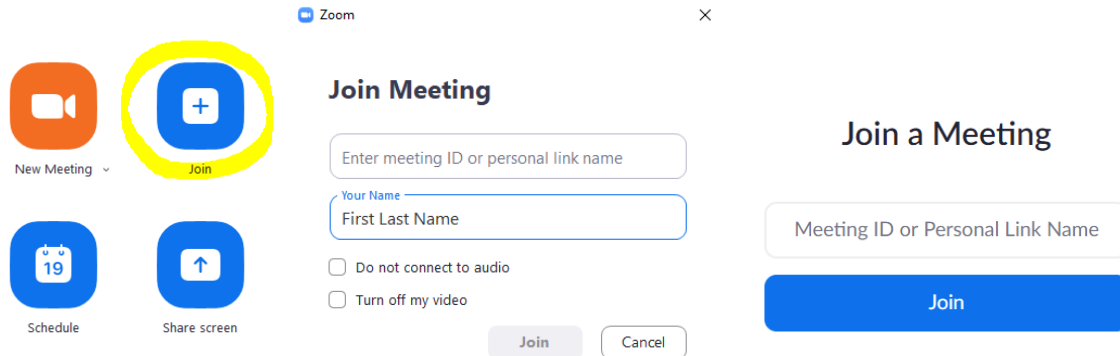 New Meeting
Join
19
Schedule
Share screen
Zoom
Join Meeting
Enter meeting ID or personal link name
Your Name
First Last Name
Do not connect to audio
Turn off my video
Join
Cancel
Join a Meeting
Meeting ID or Personal Link Name
Join